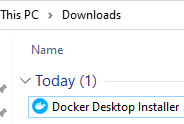 This PC > Downloads
Name
Today (1)
Docker Desktop Installer